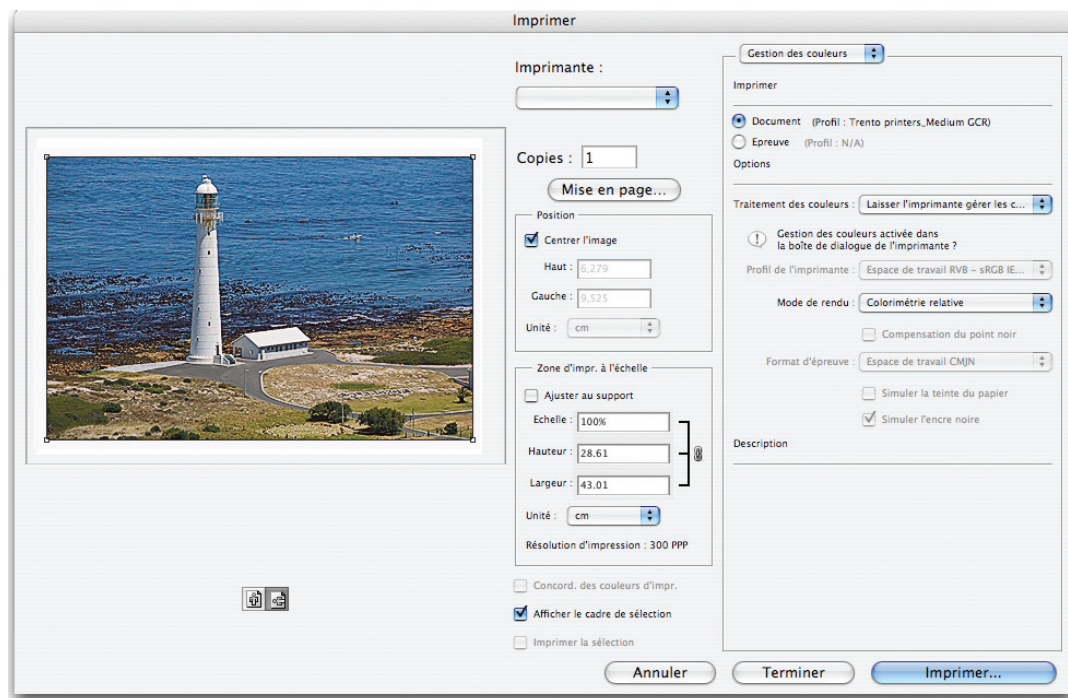 Imprimer
Imprimante :
Copies : 1
Mise en page...
Position
Centrer l'image
Haut : 6,279
Gauche : 9,525
Unité : cm
Zone d'impr. à l'échelle
Ajuster au support
Echelle : 100%
Hauteur : 28.61
Largeur : 43.01
Unité : cm
Résolution d'impression : 300 PPP
Concord. des couleurs d'impr.
Afficher le cadre de sélection
Imprimer la sélection
Gestion des couleurs
Imprimer
Document (Profil : Trento printers_Medium GCR)
Epreuve (Profil : N/A)
Options
Traitement des couleurs : Laisser l'imprimante gérer les c...
Gestion des couleurs activée dans
la boîte de dialogue de l'imprimante ?
Profil de l'imprimante : Espace de travail RVB – sRGB IE...
Mode de rendu : Colorimétrie relative
Compensation du point noir
Format d'épreuve : Espace de travail CMJN
Simuler la teinte du papier
Simuler l'encre noire
Description
Annuler
Terminer
Imprimer...